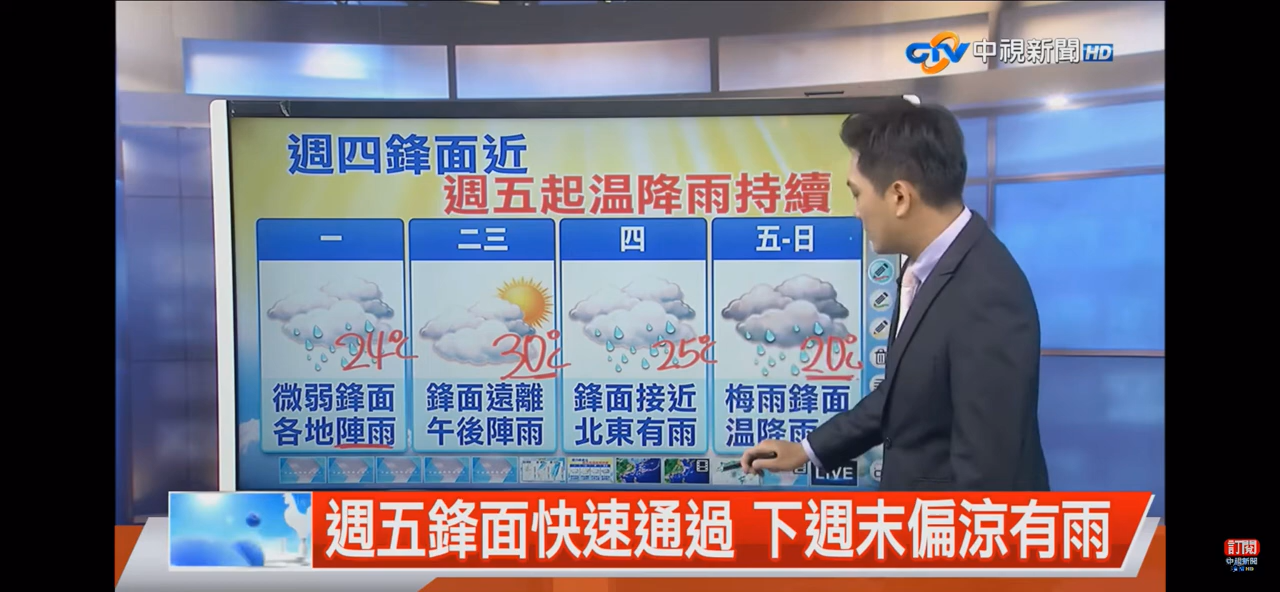 CTV 中視新聞 HD
週四鋒面近
週五起溫降雨持續
一
二三
四
五-日
24℃
30℃
25℃
20℃
微弱鋒面
各地陣雨
鋒面遠離
午後陣雨
鋒面接近
北東有雨
梅雨鋒面
溫降雨
LIVE
週五鋒面快速通過 下週末偏涼有雨
訂閱
中視新聞
HD